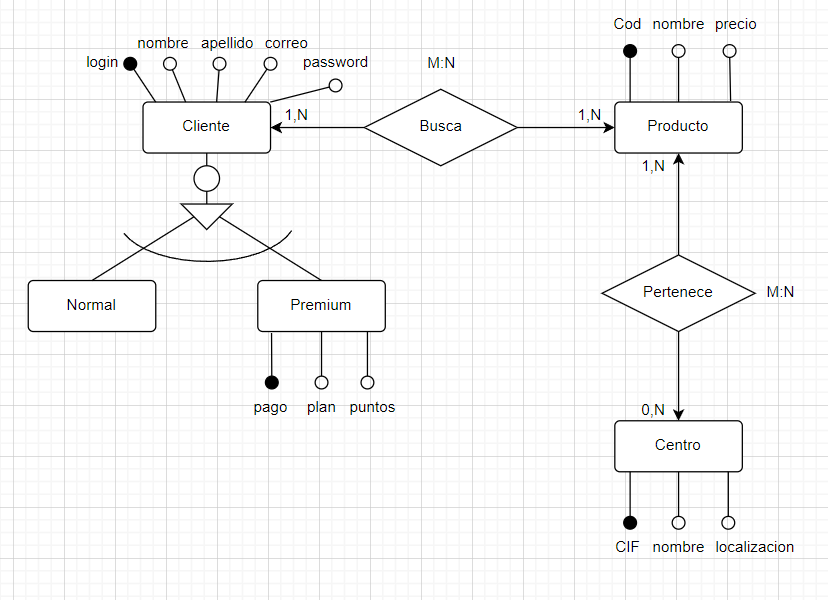 Cod nombre precio
nombre apellido correo
login
password
M:N
1,N
1,N
Cliente
Busca
Producto
1,N
Pertenece
M:N
Normal
Premium
pago plan puntos
0,N
Centro
CIF nombre localizacion